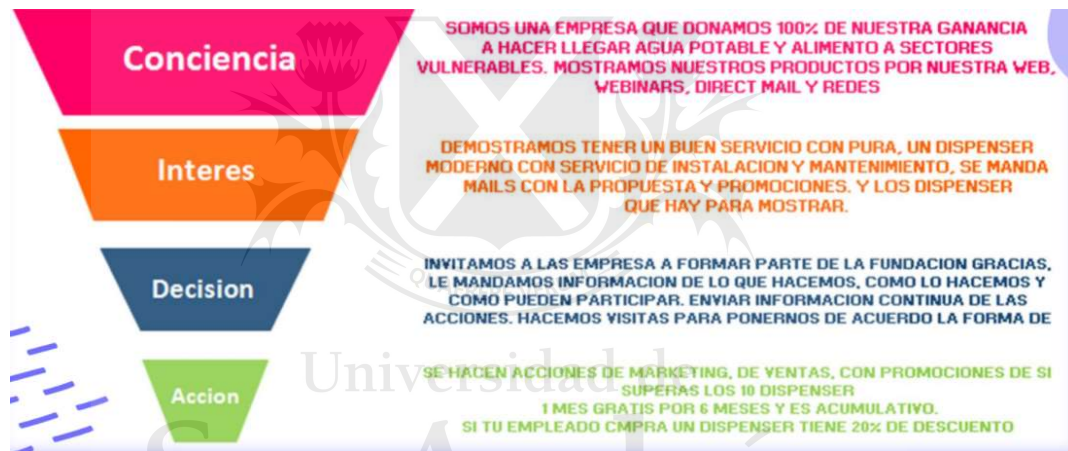 Conciencia
SOMOS UNA EMPRESA QUE DONAMOS 100% DE NUESTRA GANANCIA
A HACER LLEGAR AGUA POTABLE Y ALIMENTO A SECTORES
VULNERABLES. MOSTRAMOS NUESTROS PRODUCTOS POR NUESTRA WEB,
WEBINARS, DIRECT MAIL Y REDES
Interes
DEMOSTRAMOS TENER UN BUEN SERVICIO CON PURA, UN DISPENSER
MODERNO CON SERVICIO DE INSTALACION Y MANTENIMIENTO, SE MANDA
MAILS CON LA PROPUESTA Y PROMOCIONES. Y LOS DISPENSER
QUE HAY PARA MOSTRAR.
Decision
INVITAMOS A LAS EMPRESA A FORMAR PARTE DE LA FUNDACION GRACIAS,
LE MANDAMOS INFORMACION DE LO QUE HACEMOS, COMO LO HACEMOS Y
COMO PUEDEN PARTICIPAR. ENVIAR INFORMACION CONTINUA DE LAS
ACCIONES. HACEMOS VISITAS PARA PONERNOS DE ACUERDO LA FORMA DE
Accion
SE HACEN ACCIONES DE MARKETING, DE VENTAS, CON PROMOCIONES DE SI
SUPERAS LOS 10 DISPENSER
1 MES GRATIS POR 6 MESES Y ES ACUMULATIVO.
SI TU EMPLEADO CMPRA UN DISPENSER TIENE 20% DE DESCUENTO
Universidad de